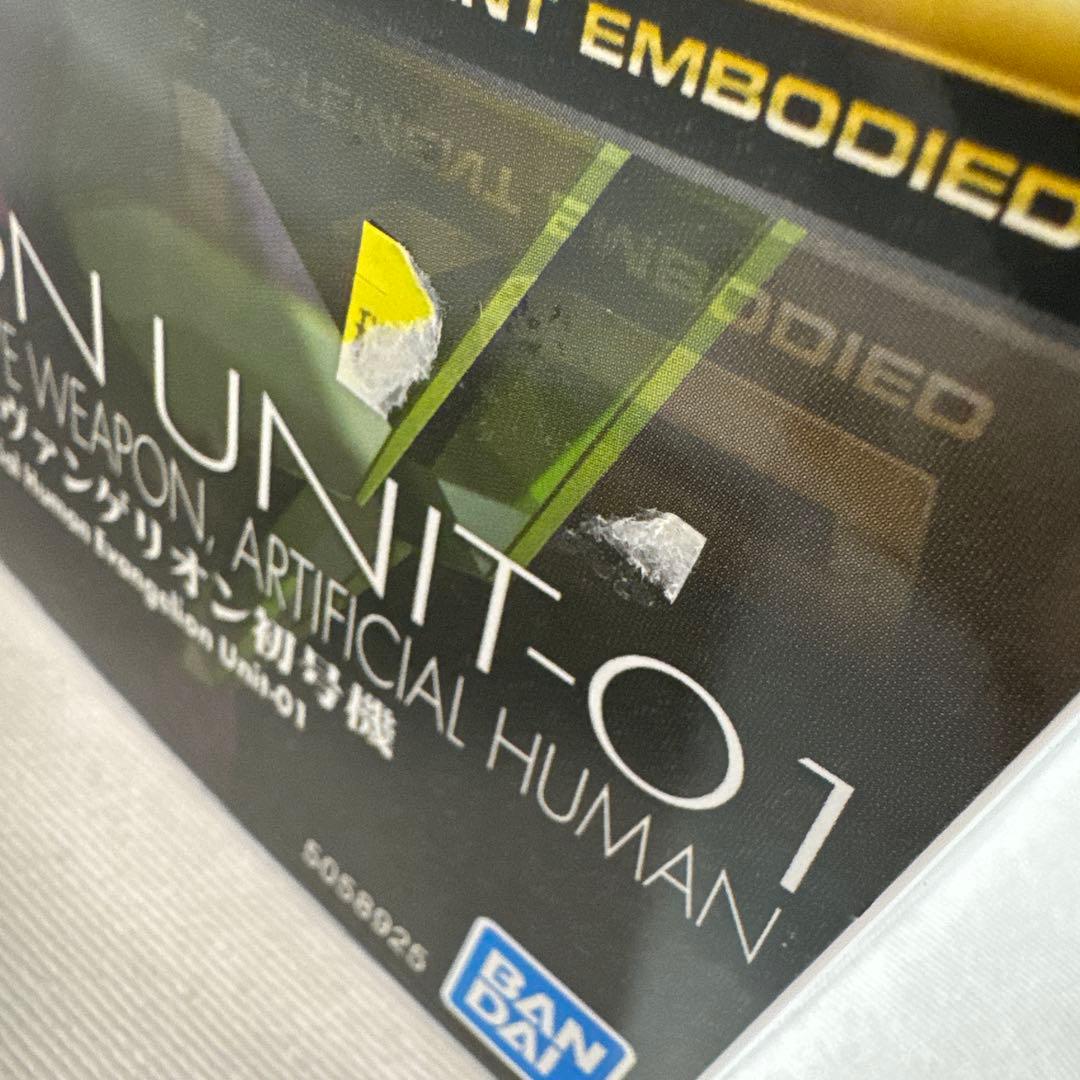 NT EMBODIED
ON UNIT-01
E WEAPON, ARTIFICIAL HUMAN
ヴァンゲリオン初号機
Human Evangelion Unit-01
5058925
BAN
DAI